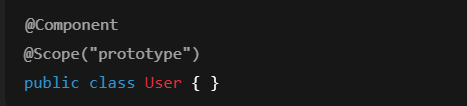 @Component
@Scope("prototype")
public class User { }